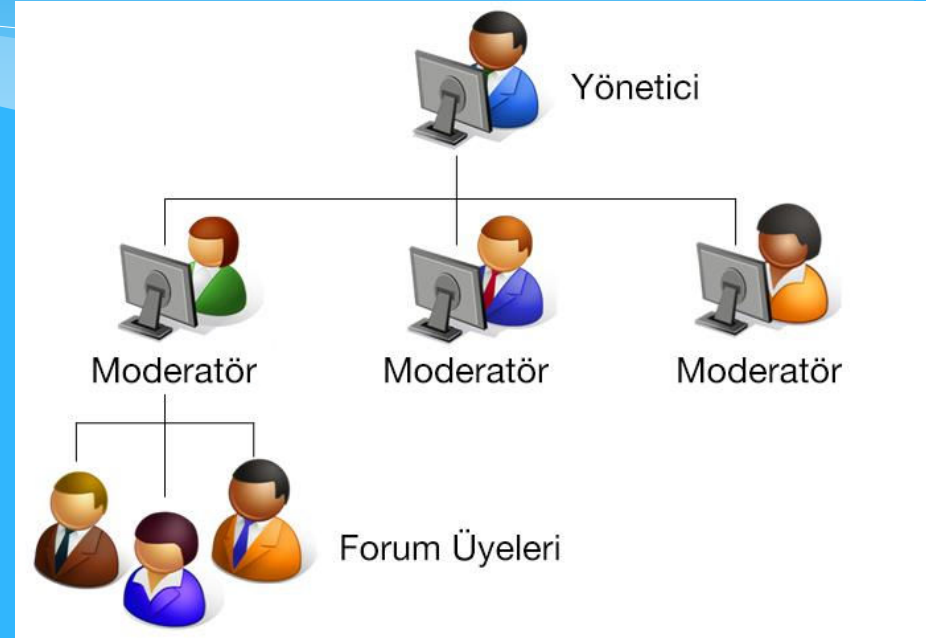 Yönetici
Moderatör
Moderatör
Moderatör
Forum Üyeleri